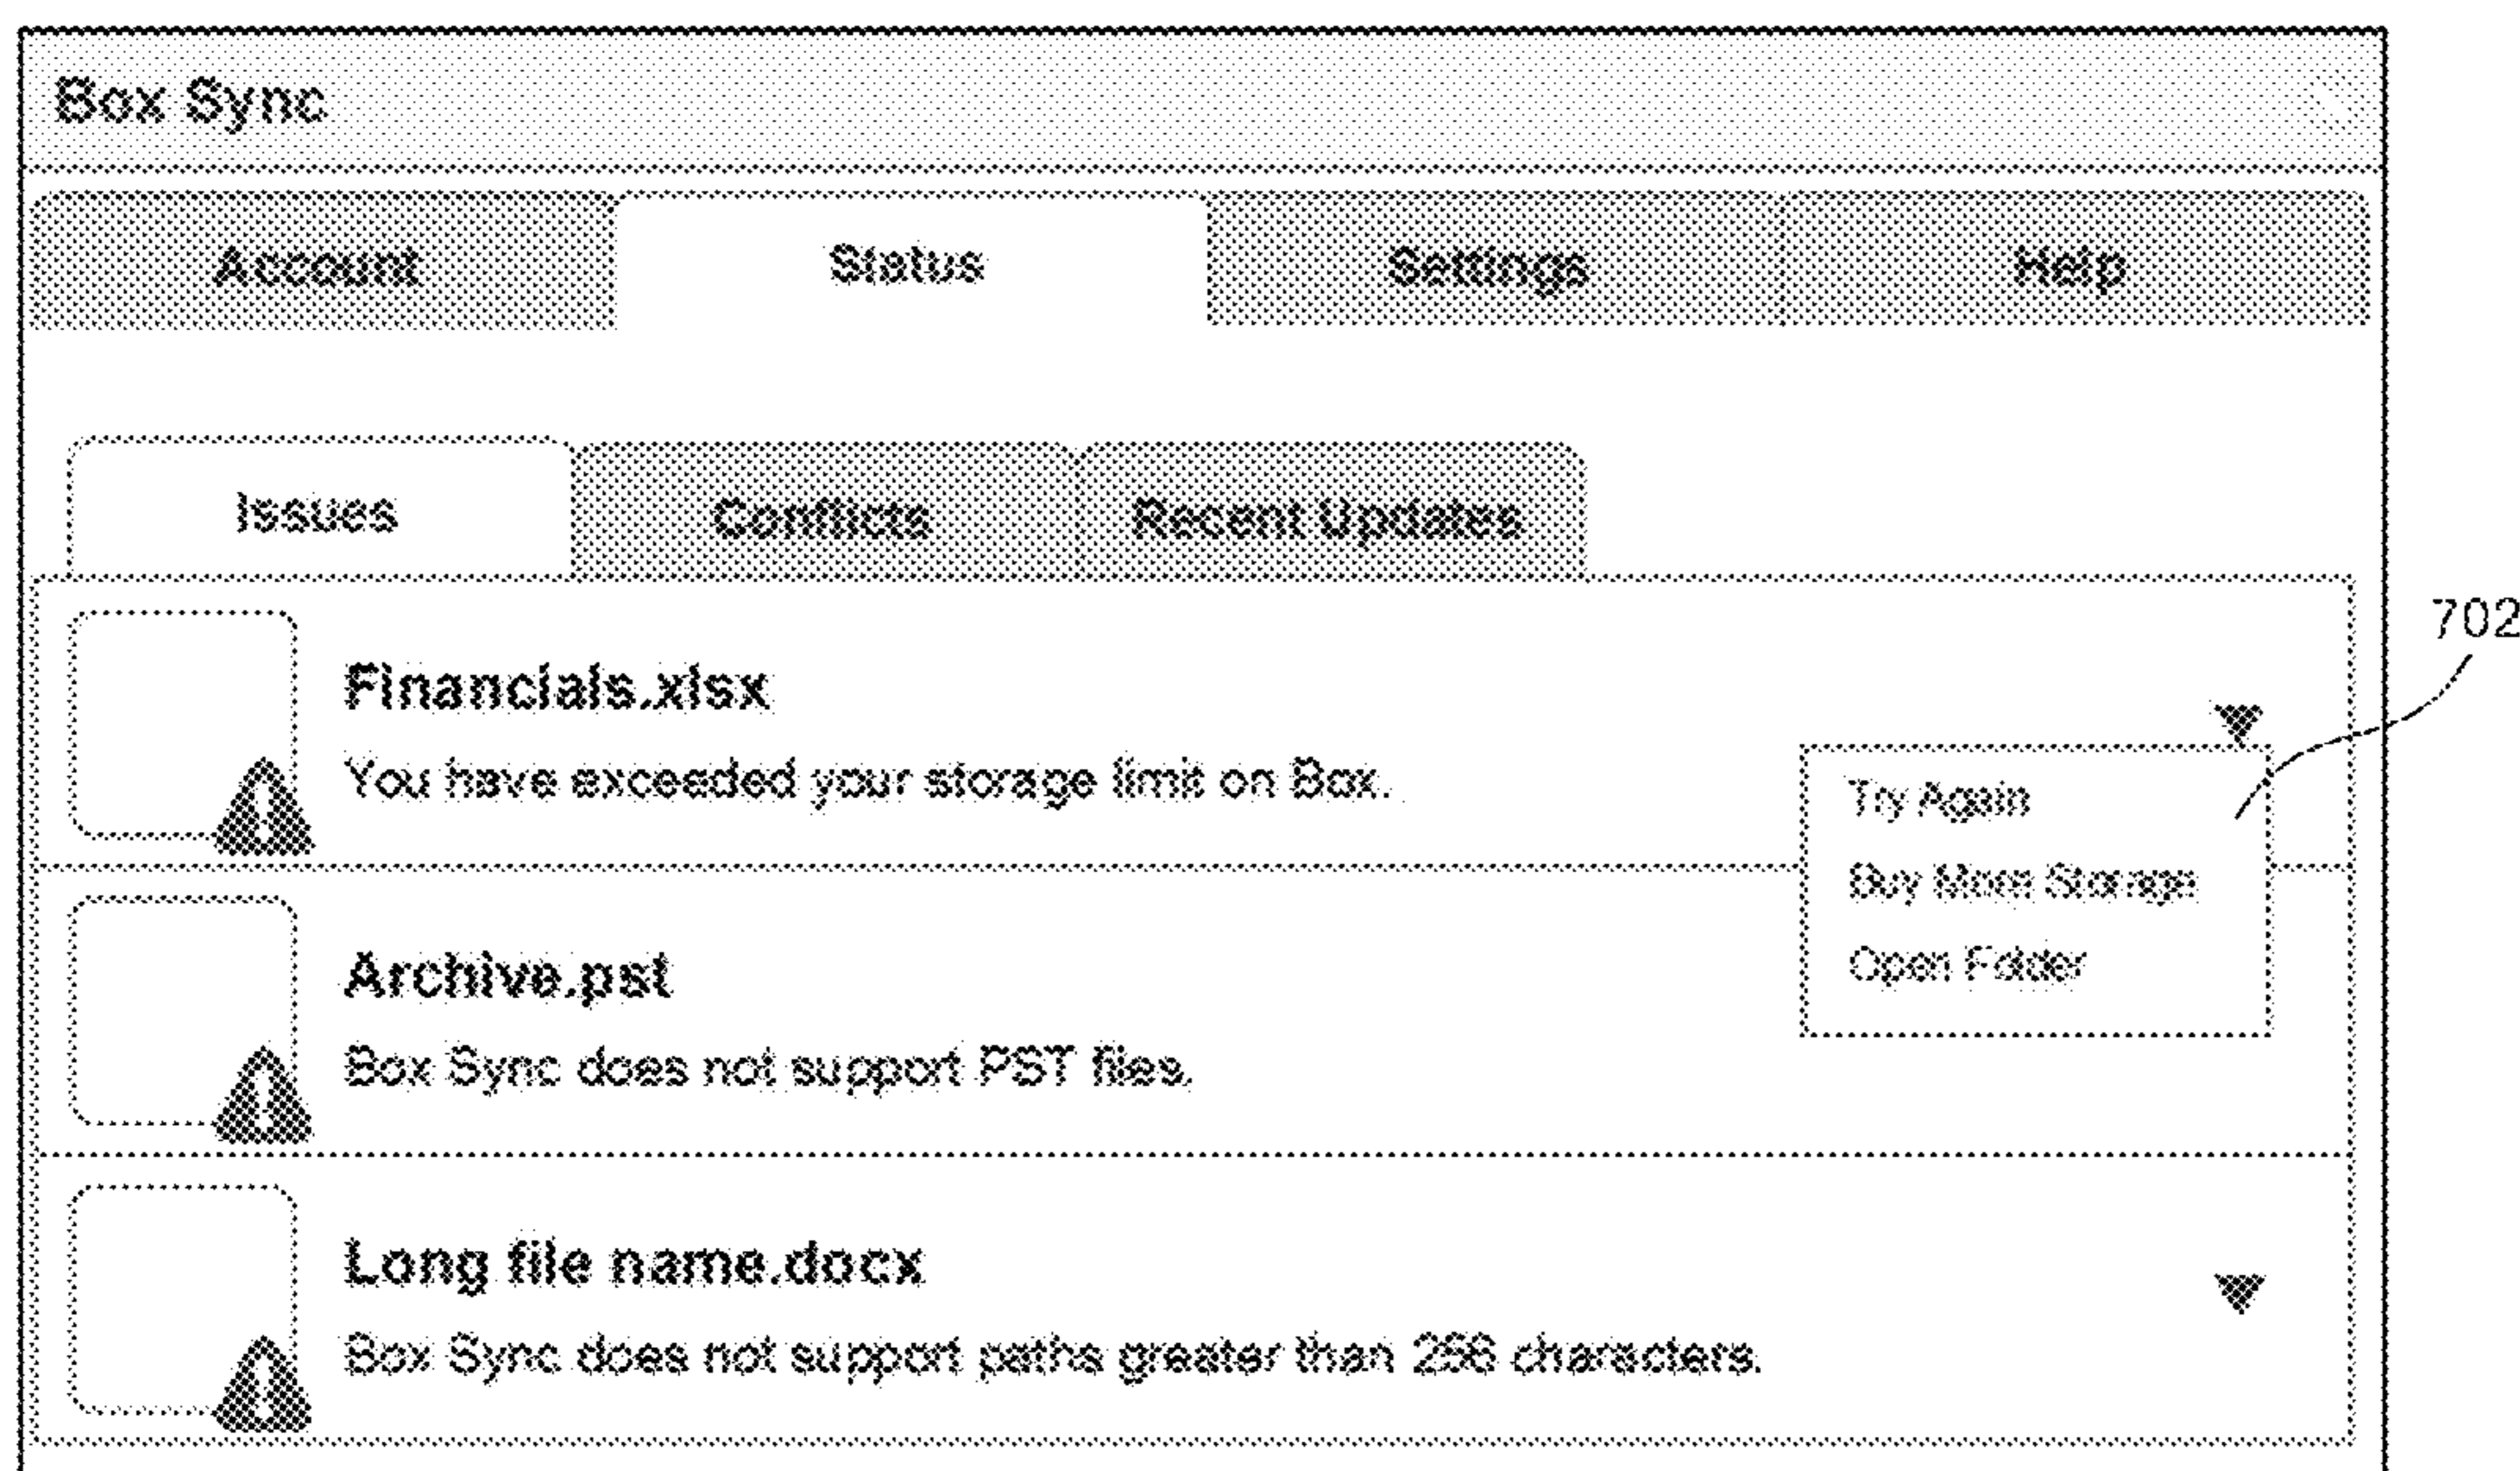 Box Sync
Account Status Settings Help
Issues Conflicts Recent Updates
702
Financials.xlsx
You have exceeded your storage limit on Box.
Try Again
Buy More Storage
Open Folder
Archive.pst
Box Sync does not support PST files.
Long file name.docx
Box Sync does not support paths greater than characters.